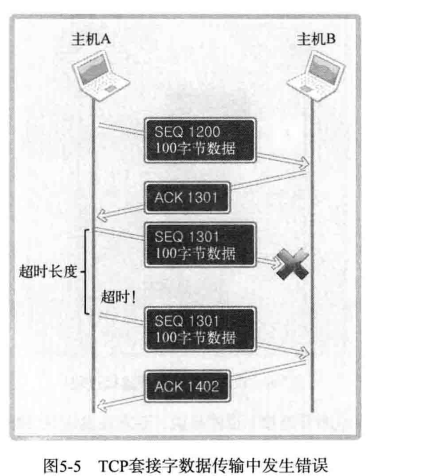 主机A
主机B
SEQ 1200
100字节数据
ACK 1301
SEQ 1301
100字节数据
超时长度
超时!
SEQ 1301
100字节数据
ACK 1402
图5-5 TCP套接字数据传输中发生错误